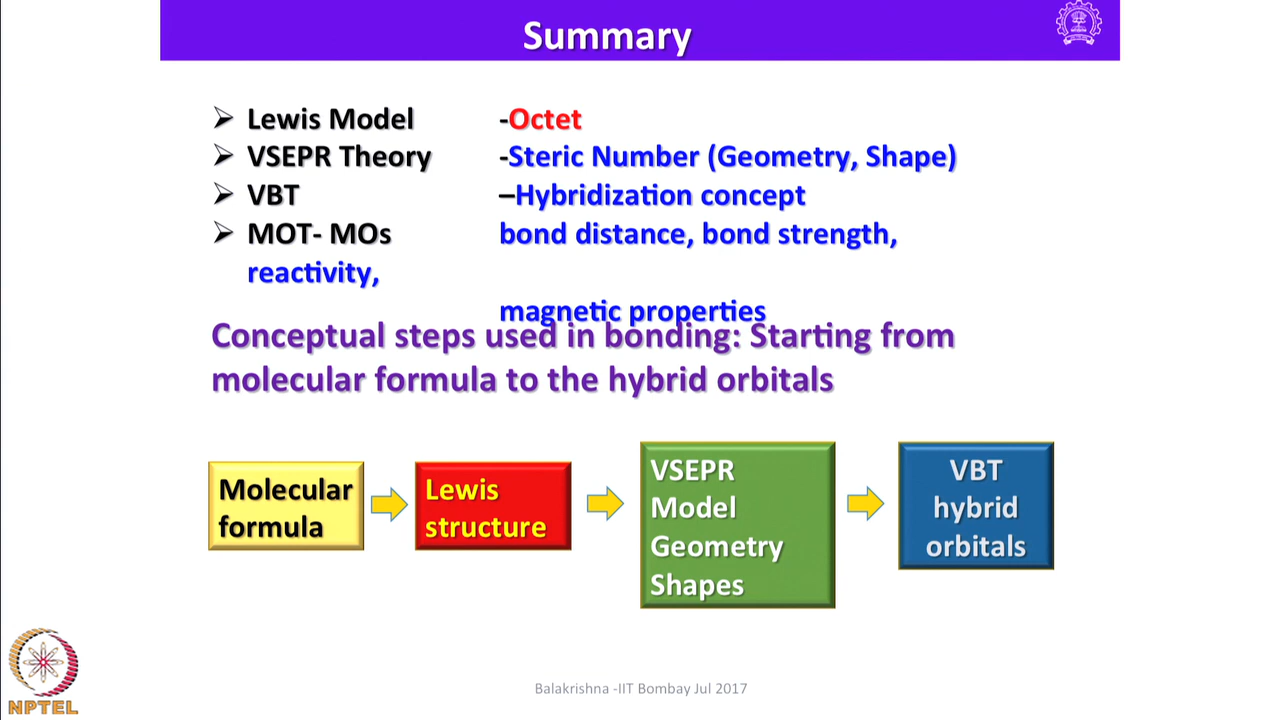 Summary
➢ Lewis Model -Octet
➢ VSEPR Theory -Steric Number (Geometry, Shape)
➢ VBT –Hybridization concept
➢ MOT- MOs bond distance, bond strength,
reactivity,
magnetic properties
Conceptual steps used in bonding: Starting from
molecular formula to the hybrid orbitals
Molecular
formula
Lewis
structure
VSEPR
Model
Geometry
Shapes
VBT
hybrid
orbitals
NPTEL
Balakrishna -IIT Bombay Jul 2017